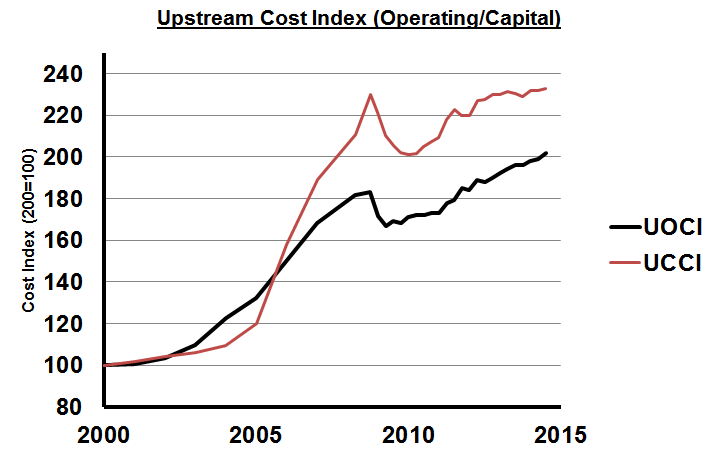 Upstream Cost Index (Operating/Capital)
240
220
200
180
160
140
120
100
80
Cost Index (200=100)
2000 2005 2010 2015
UOCI
UCCI